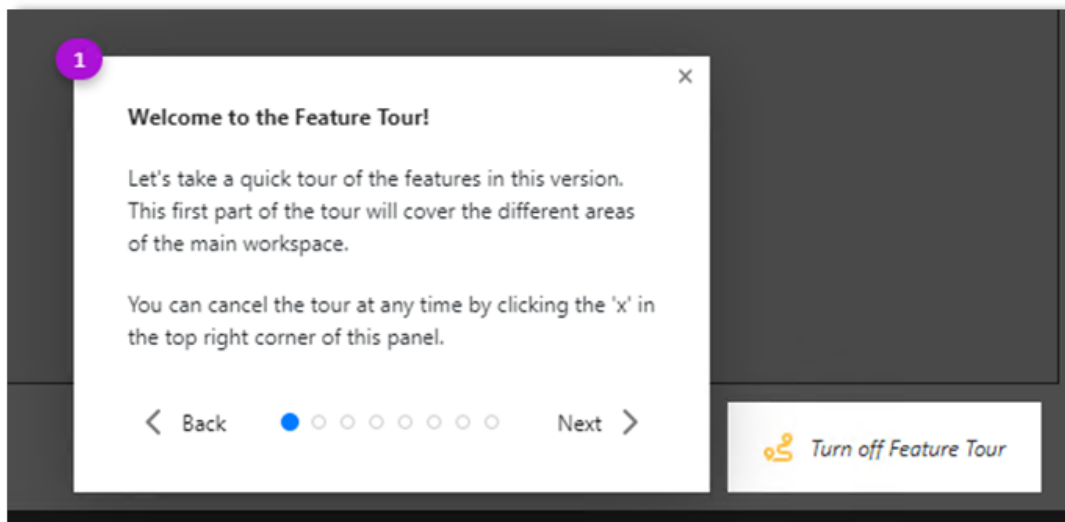 1
×
Welcome to the Feature Tour!
Let's take a quick tour of the features in this version.
This first part of the tour will cover the different areas
of the main workspace.
You can cancel the tour at any time by clicking the 'x' in
the top right corner of this panel.
Back
Next
Turn off Feature Tour